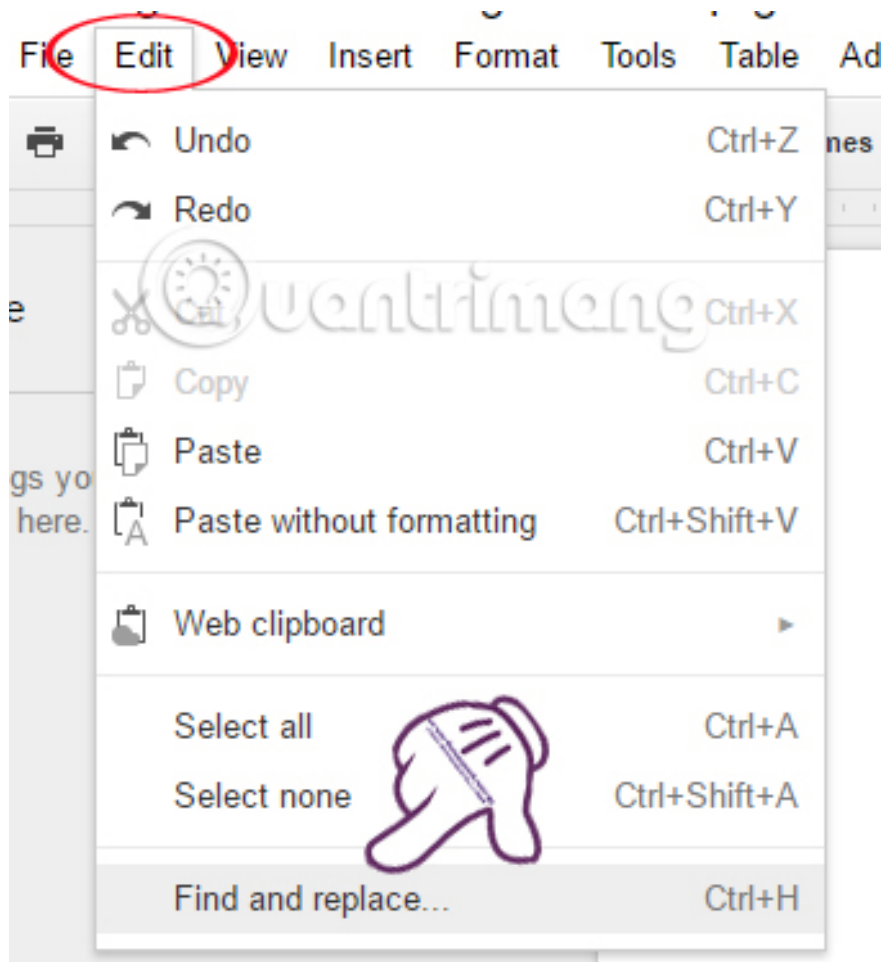 File Edit View Insert Format Tools Table Ad
Undo Ctrl+Z
nes
Redo Ctrl+Y
Quantrimang
e
Cut Ctrl+X
Copy Ctrl+C
Paste Ctrl+V
gs yo
here.
Paste without formatting Ctrl+Shift+V
Web clipboard
Select all Ctrl+A
Select none Ctrl+Shift+A
Find and replace... Ctrl+H